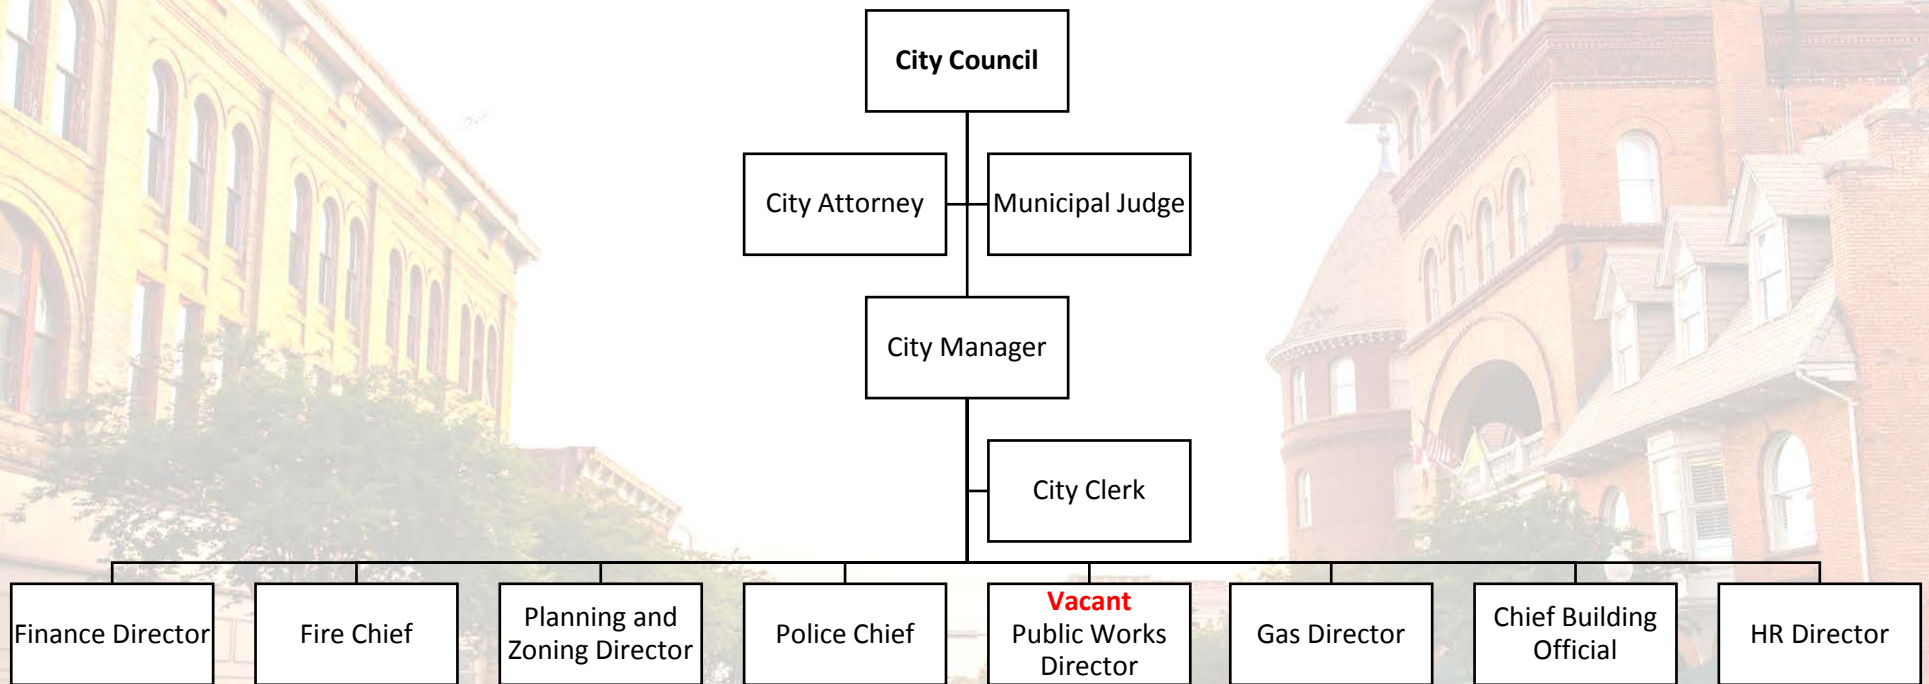 City Council
City Attorney
Municipal Judge
City Manager
City Clerk
Finance Director
Fire Chief
Planning and
Zoning Director
Police Chief
Vacant
Public Works
Director
Gas Director
Chief Building
Official
HR Director